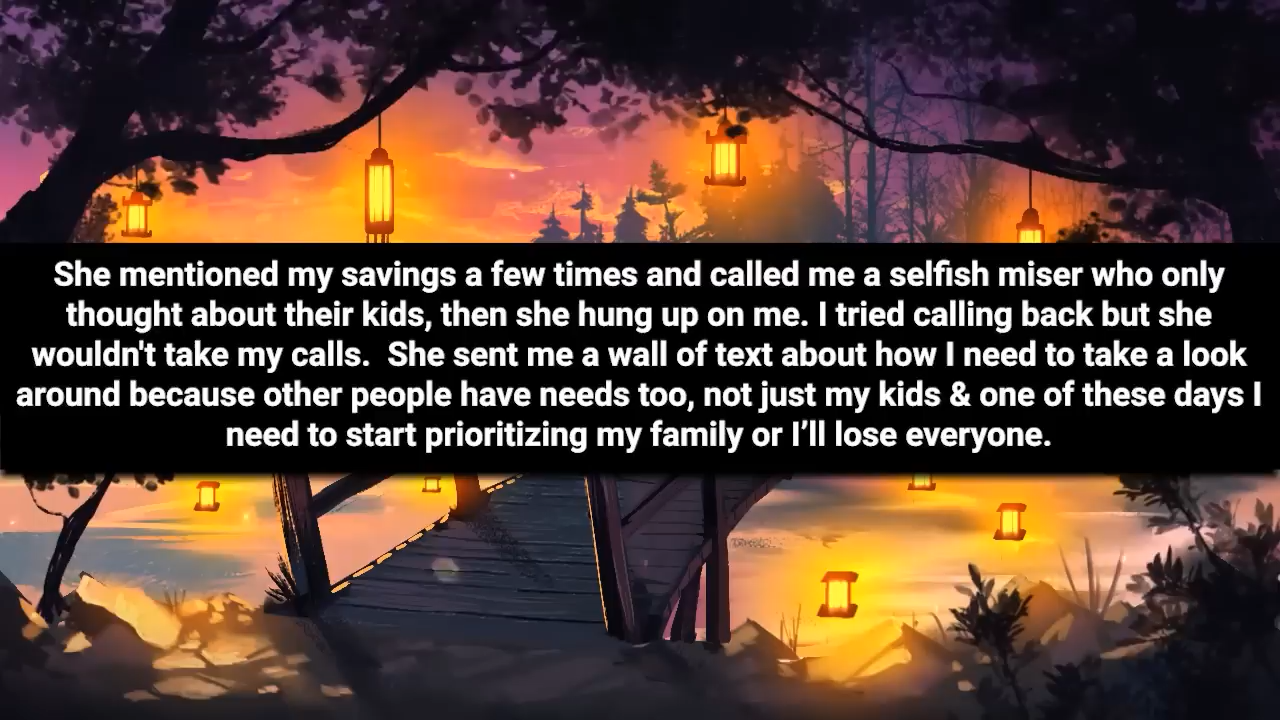 She mentioned my savings a few times and called me a selfish miser who only
thought about their kids, then she hung up on me. I tried calling back but she
wouldn't take my calls.  She sent me a wall of text about how I need to take a look
around because other people have needs too, not just my kids & one of these days I
need to start prioritizing my family or I’ll lose everyone.